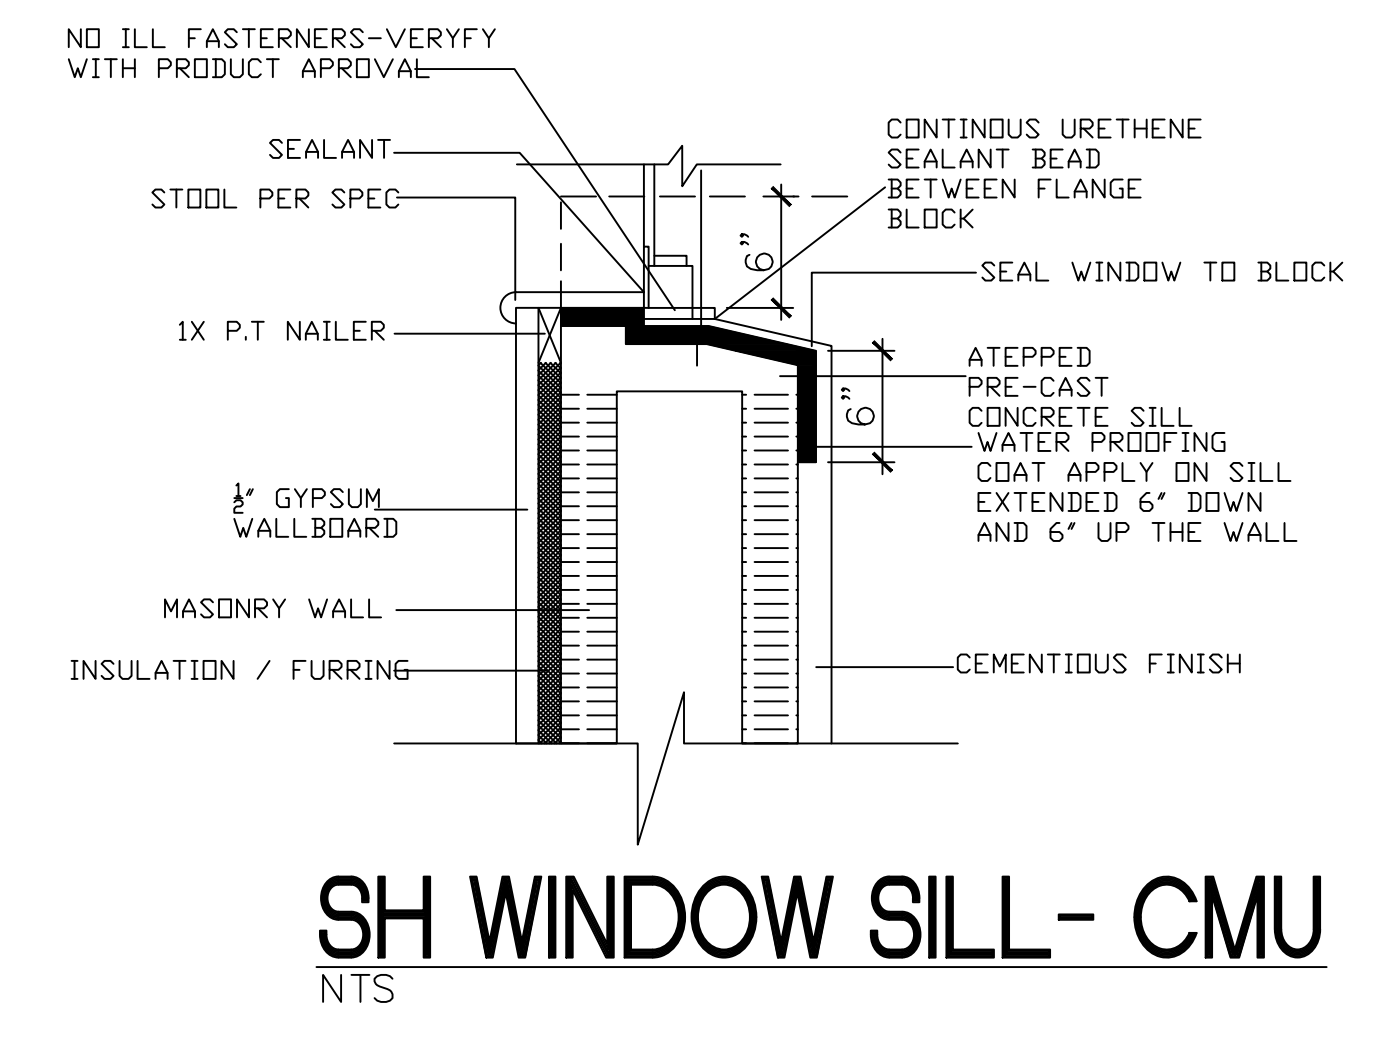 NO ILL FASTERNERS-VERYFY
WITH PRODUCT APROVAL
SEALANT
STOOL PER SPEC
1X P.T NAILER
½" GYPSUM
WALLBOARD
MASONRY WALL
INSULATION / FURRING
CONTINOUS URETHENE
SEALANT BEAD
BETWEEN FLANGE
BLOCK
6"
SEAL WINDOW TO BLOCK
ATEPPED
PRE-CAST
CONCRETE SILL
6"
WATER PROOFING
COAT APPLY ON SILL
EXTENDED 6" DOWN
AND 6" UP THE WALL
CEMENTIOUS FINISH
SH WINDOW SILL- CMU
NTS